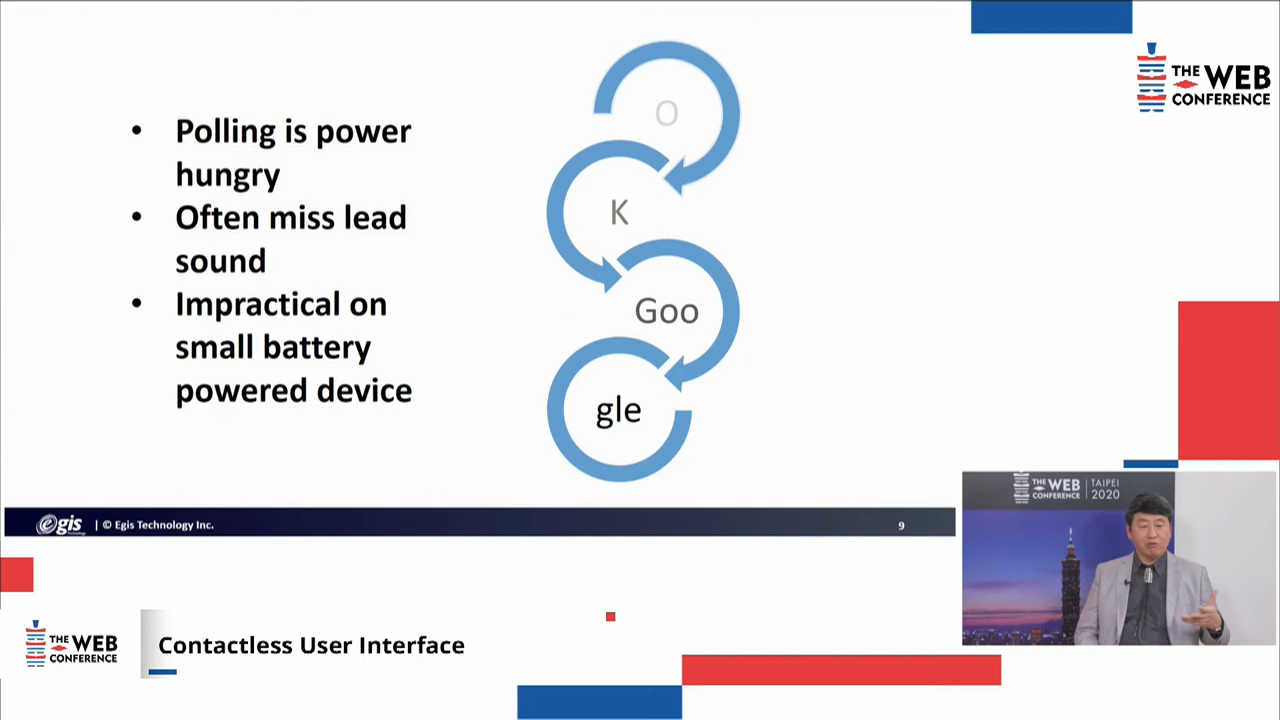 • Polling is power
hungry
• Often miss lead
sound
• Impractical on
small battery
powered device
O
K
Goo
gle
THE WEB
CONFERENCE
egis
Technology
| © Egis Technology Inc.
9
THE WEB
CONFERENCE
TAIPEI
2020
THE WEB
CONFERENCE
Contactless User Interface